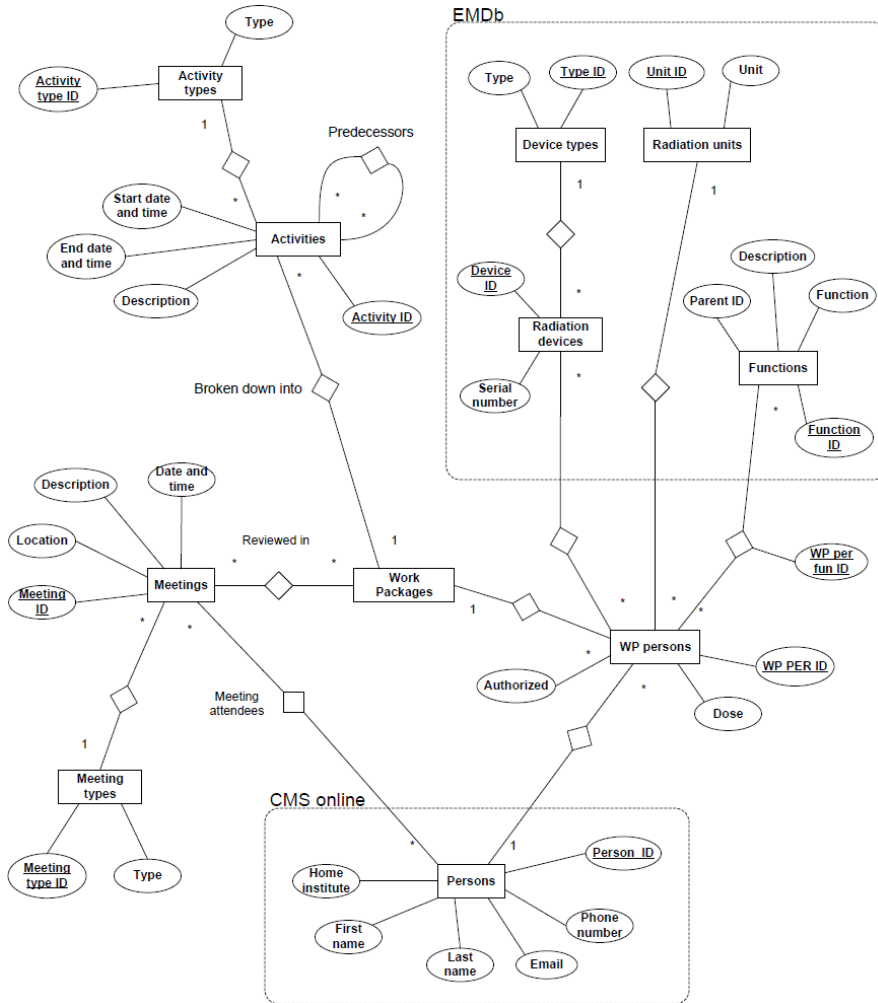 EMDb
Type
Activity
type ID
Activity
types
1
*
Predecessors
*
*
Start date
and time
End date
and time
Description
Activities
*
Activity ID
Type
Type ID
Unit ID
Unit
Device types
Radiation units
1
1
Device
ID
*
Radiation
devices
*
Serial
number
Description
Parent ID
Function
Functions
*
Function
ID
Broken down into
1
Description
Date and
time
Location
Meeting
ID
Meetings
*
Reviewed in
*
Work
Packages
1
*
*
WP per
fun ID
*
*
*
*
WP persons
*
Authorized
WP PER ID
Dose
*
Meeting
attendees
1
Meeting
types
Meeting
type ID
Type
CMS online
*
1
Person_ID
Home
institute
Persons
First
name
Last
name
Email
Phone
number